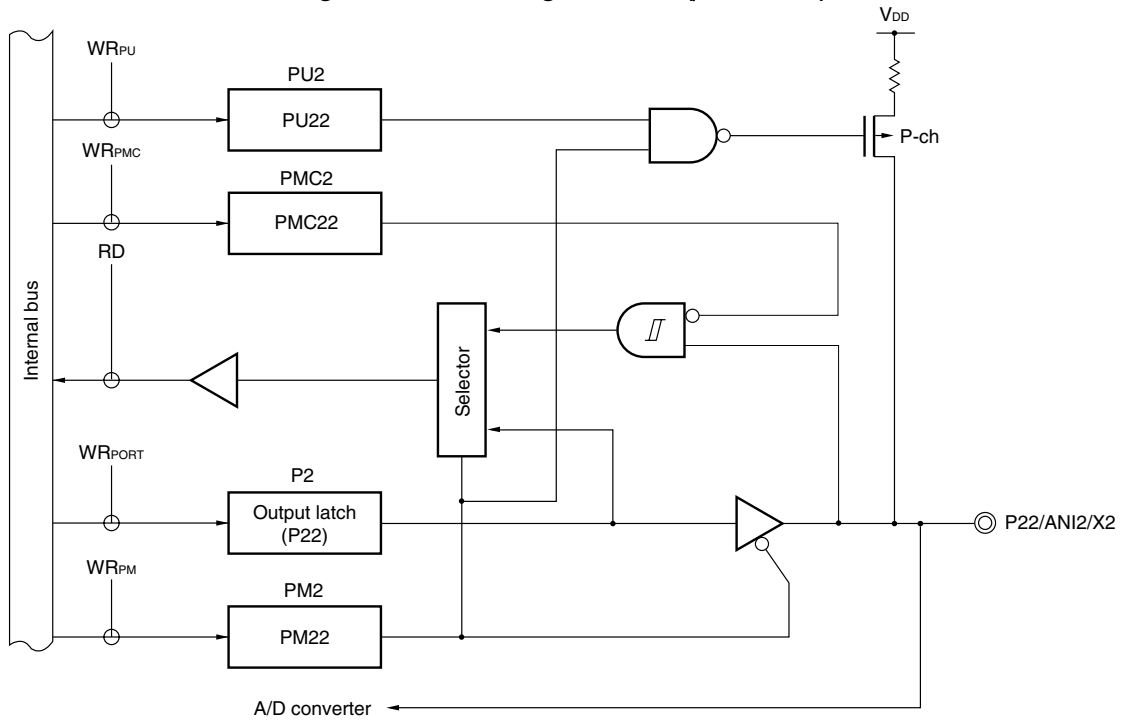 VDD
WRPU
PU2
PU22
P-ch
WRPMC
PMC2
PMC22
RD
Internal bus
Selector
WRPORT
P2
Output latch
(P22)
P22/ANI2/X2
WRPM
PM2
PM22
A/D converter